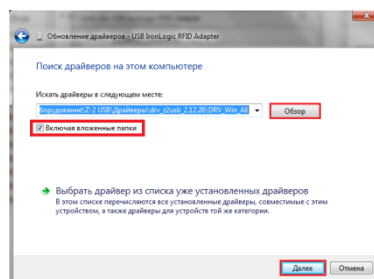 Обновление драйверов - USB IronLogic RFID Adapter
Поиск драйверов на этом компьютере
Искать драйверы в следующем месте:
борудование\Z-2 USB\Драйверы\drv_z2usb_2.12.26\DRV_Win_All
Обзор
Включая вложенные папки
Выбрать драйвер из списка уже установленных драйверов
В этом списке перечисляются все установленные драйверы, совместимые с этим
устройством, а также драйверы для устройств той же категории.
Далее
Отмена